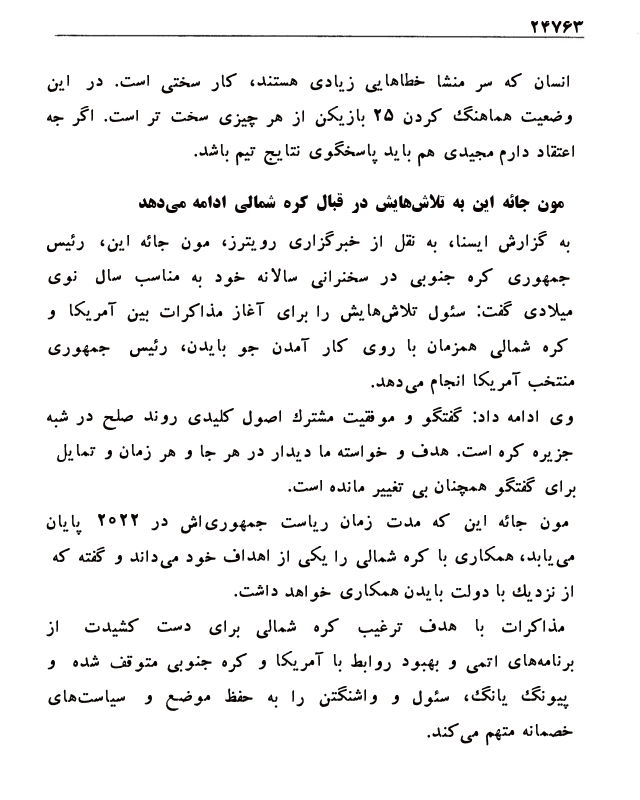 ۲۴۷۶۳
انسان که سر منشا خطاهایی زیادی هستند، کار سختی است. در این
وضعیت هماهنگ کردن ۲۵ بازیکن از هر چیزی سخت تر است. اگر جه
اعتقاد دارم مجیدی هم باید پاسخگوی نتایج تیم باشد.
مون جائه این به تلاش‌هایش در قبال کره شمالی ادامه می‌دهد
به گزارش ایسنا، به نقل از خبرگزاری رویترز، مون جائه این، رئیس
جمهوری کره جنوبی در سخنرانی سالانه خود به مناسب سال نوی
میلادی گفت: سئول تلاش‌هایش را برای آغاز مذاکرات بین آمریکا و
کره شمالی همزمان با روی کار آمدن جو بایدن، رئیس جمهوری
منتخب آمریکا انجام می‌دهد.
وی ادامه داد: گفتگو و موفقیت مشترك اصول کلیدی روند صلح در شبه
جزیره کره است. هدف و خواسته ما دیدار در هر جا و هر زمان و تمایل
برای گفتگو همچنان بی تغییر مانده است.
مون جائه این که مدت زمان ریاست جمهوری‌اش در ۲۰۲۲ پایان
می‌یابد، همکاری با کره شمالی را یکی از اهداف خود می‌داند و گفته که
از نزدیك با دولت بایدن همکاری خواهد داشت.
مذاکرات با هدف ترغیب کره شمالی برای دست کشیدت از
برنامه‌های اتمی و بهبود روابط با آمریکا و کره جنوبی متوقف شده و
پیونگ یانگ، سئول و واشنگتن را به حفظ موضع و سیاست‌های
خصمانه متهم می‌کند.